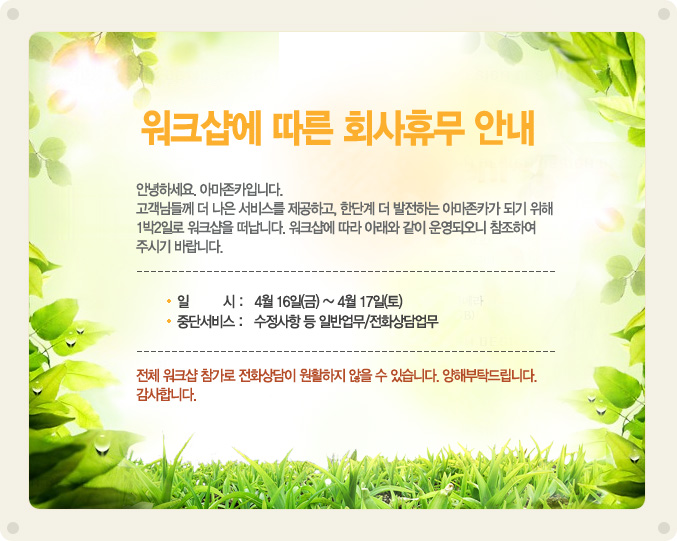 워크샵에 따른 회사휴무 안내
안녕하세요. 아마존카입니다.
고객님들께 더 나은 서비스를 제공하고, 한단계 더 발전하는 아마존카가 되기 위해
1박2일로 워크샵을 떠납니다. 워크샵에 따라 아래와 같이 운영되오니 참조하여
주시기 바랍니다.
일 시 : 4월 16일(금) ~ 4월 17일(토)
중단서비스 : 수정사항 등 일반업무/전화상담업무
전체 워크샵 참가로 전화상담이 원활하지 않을 수 있습니다. 양해부탁드립니다.
감사합니다.